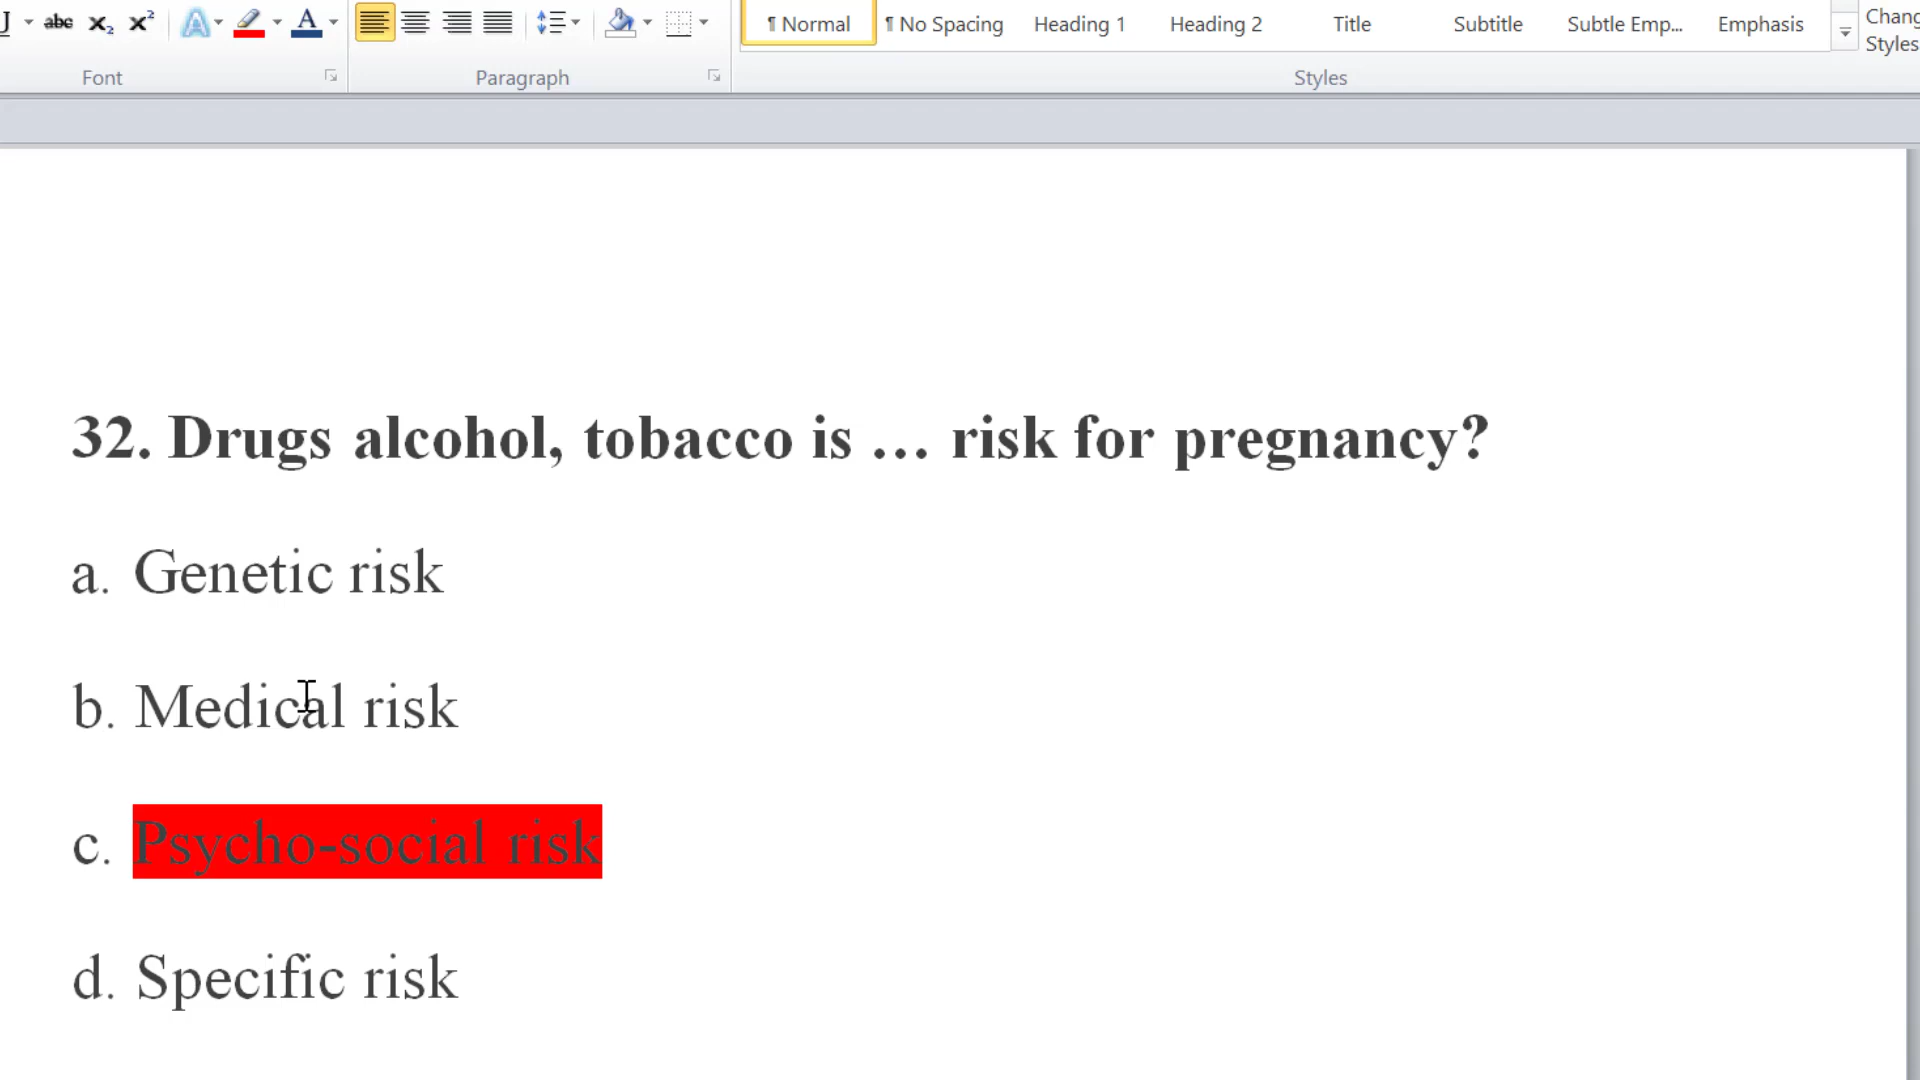 abc X₂ X² A A
¶ Normal ¶ No Spacing Heading 1 Heading 2 Title Subtitle Subtle Emp... Emphasis
Styles
Font Paragraph Styles
32. Drugs alcohol, tobacco is … risk for pregnancy?
a. Genetic risk
b. Medical risk
c. Psycho-social risk
d. Specific risk